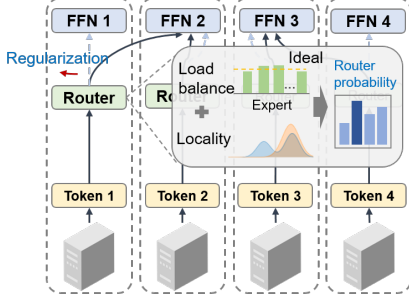 FFN 1
FFN 2
FFN 3
FFN 4
Regularization
Router
Load
balance
+
Locality
Ideal
...
Expert
Router
probability
Token 1
Token 2
Token 3
Token 4